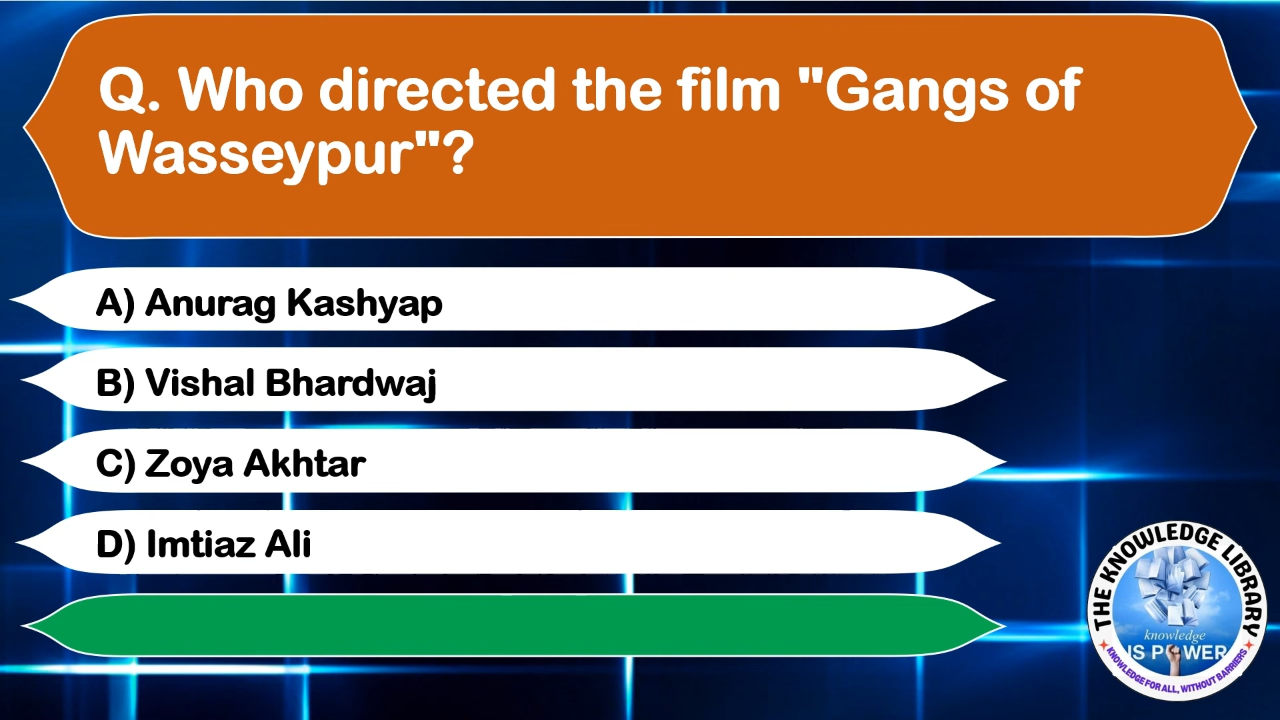 Q. Who directed the film "Gangs of
Wasseypur"?
A) Anurag Kashyap
B) Vishal Bhardwaj
C) Zoya Akhtar
D) Imtiaz Ali
THE KNOWLEDGE LIBRARY
knowledge
IS POWER
KNOWLEDGE FOR ALL, WITHOUT BARRIERS